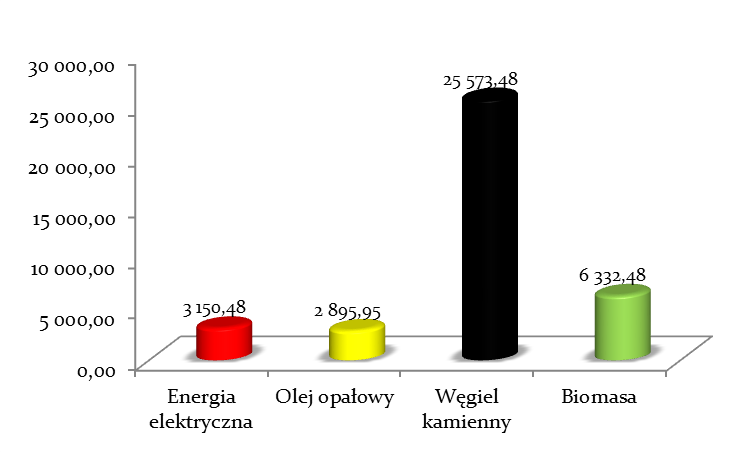 30 000,00
25 000,00
20 000,00
15 000,00
10 000,00
5 000,00
0,00
3 150,48
2 895,95
25 573,48
6 332,48
Energia
elektryczna
Olej opałowy
Węgiel
kamienny
Biomasa